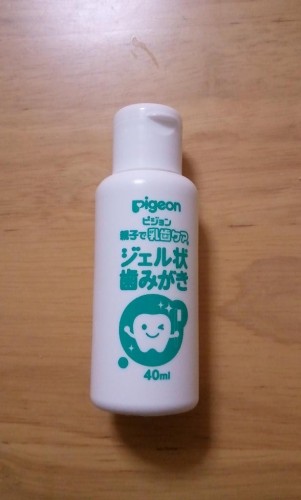 Pigeon
ピジョン
親子で乳歯ケア
ジェル状
歯みがき
40ml